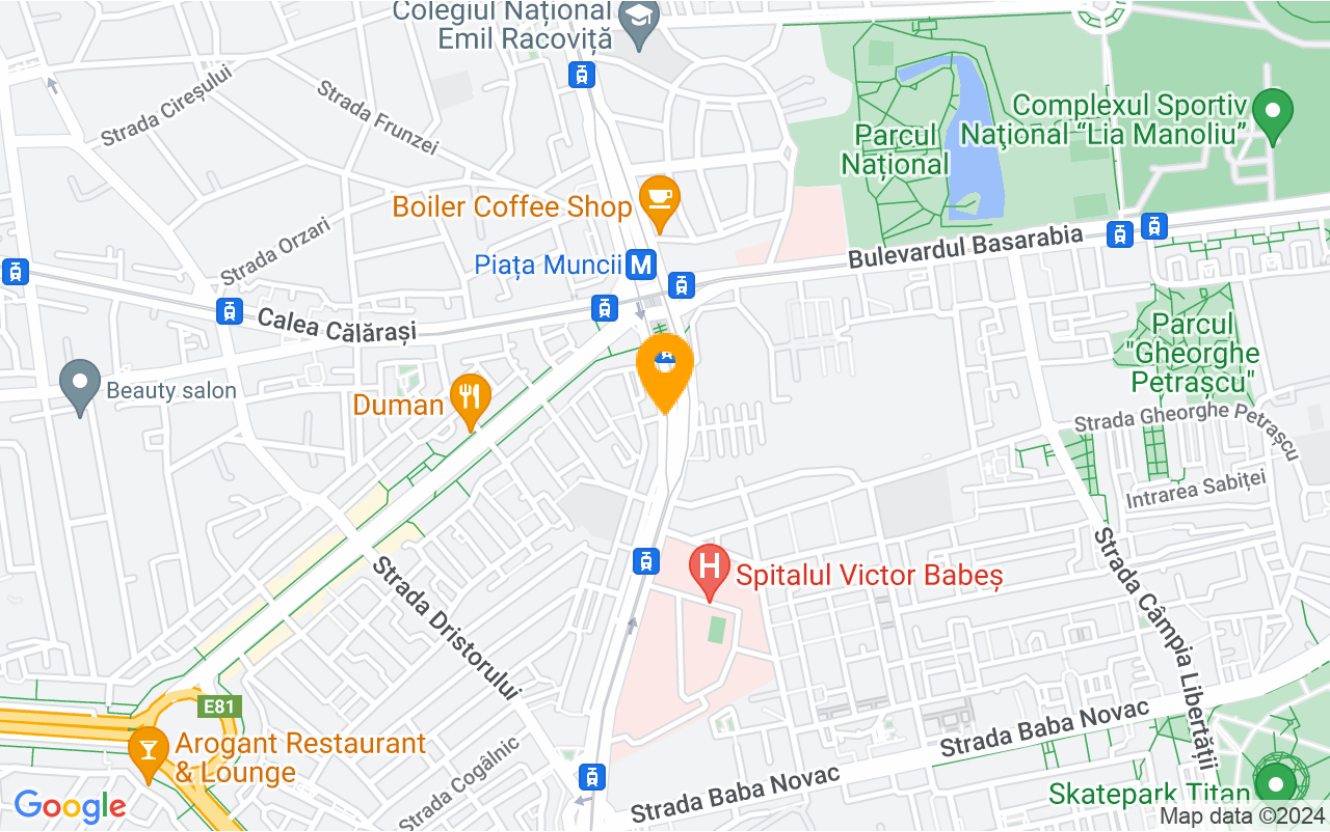 Colegiul Național
Emil Racoviță
Strada Cireșului
Strada Frunzei
Complexul Sportiv
Naţional “Lia Manoliu”
Parcul
Național
Boiler Coffee Shop
Strada Orzari
Bulevardul Basarabia
Piața Muncii
M
Calea Călărași
Parcul
"Gheorghe
Petrașcu"
Beauty salon
Duman
Strada Gheorghe Petrașcu
Intrarea Sabiței
H
Spitalul Victor Babeș
Strada Dristorului
Strada Câmpia Libertății
E81
Strada Baba Novac
Arogant Restaurant
& Lounge
Strada Cogâlnic
Strada Baba Novac
Skatepark Titan
Google
Map data ©2024